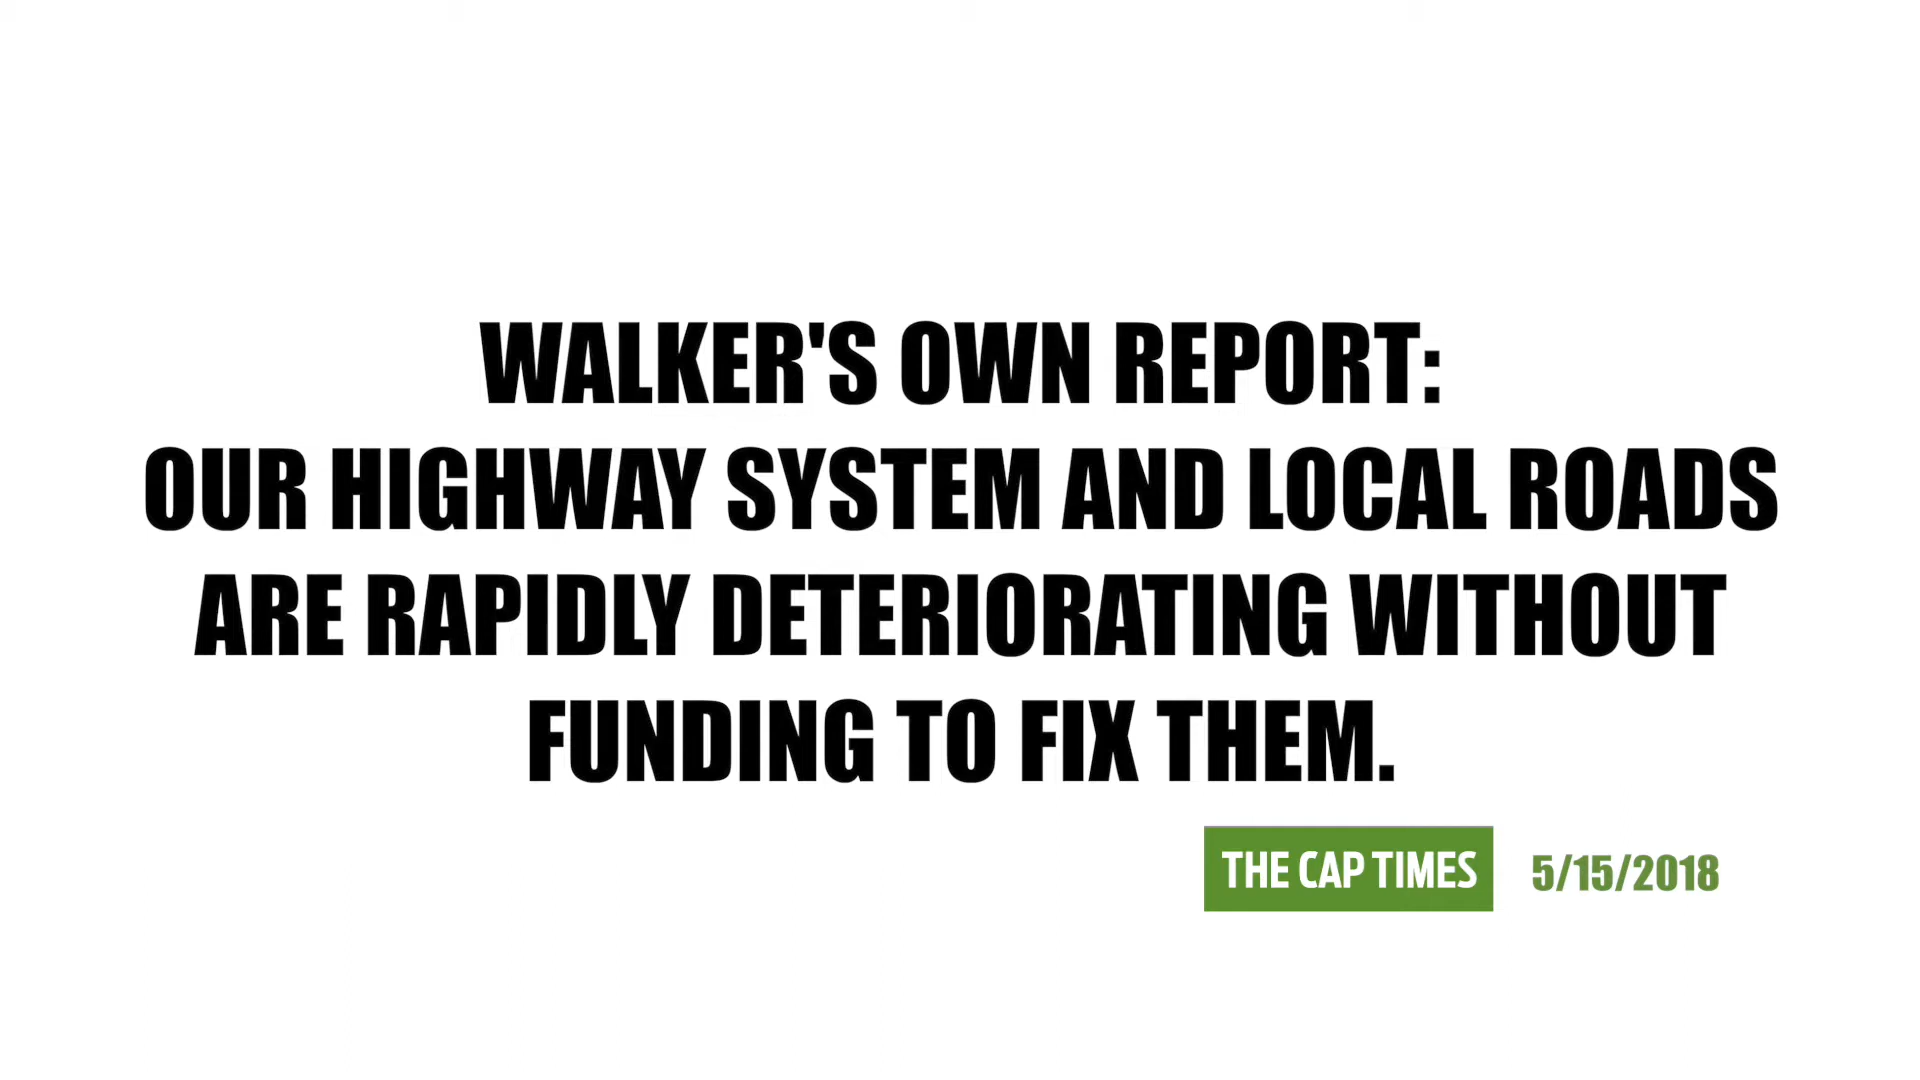 WALKER'S OWN REPORT:
OUR HIGHWAY SYSTEM AND LOCAL ROADS
ARE RAPIDLY DETERIORATING WITHOUT
FUNDING TO FIX THEM.
THE CAP TIMES 5/15/2018